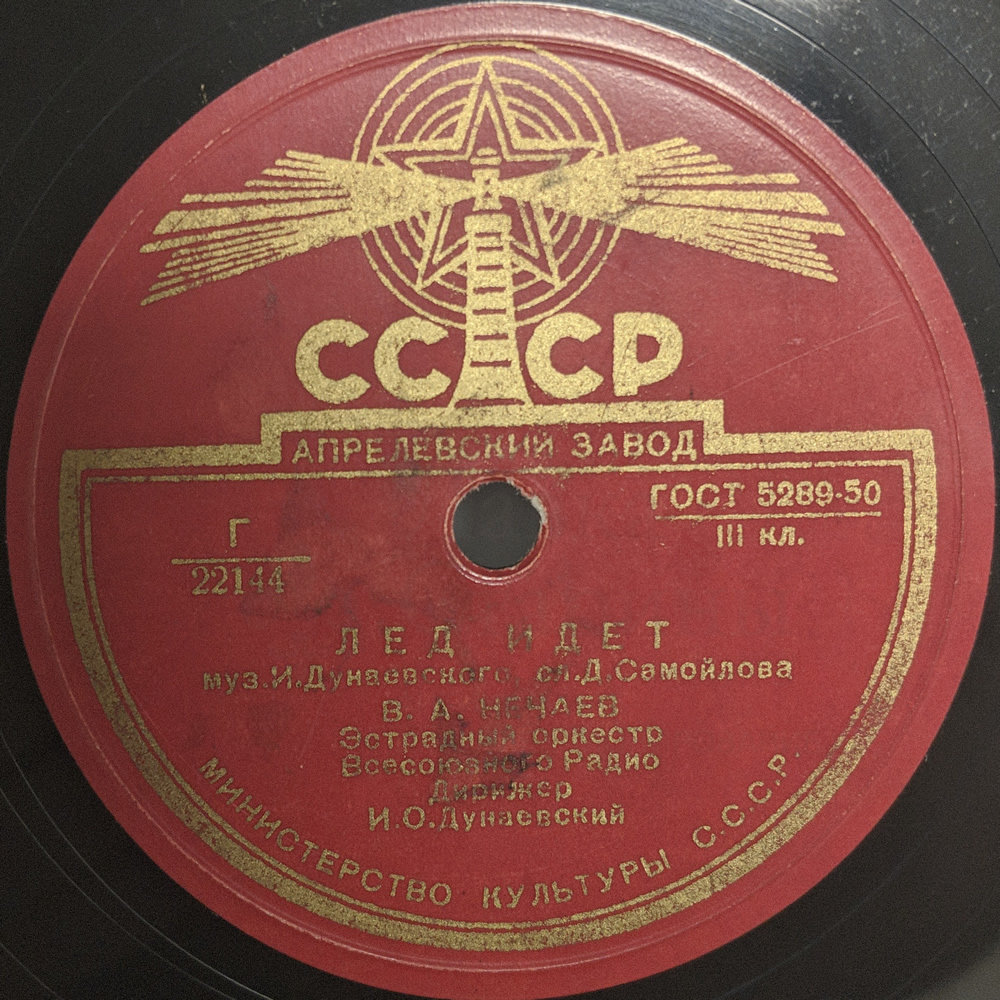 СССР
АПРЕЛЕВСКИЙ ЗАВОД
ГОСТ 5289-50
III кл.
Г
22144
ЛЕД ИДЕТ
муз.И.Дунаевского, сл.Д.Самойлова
В. А. НЕЧАЕВ
Эстрадный оркестр
Всесоюзного Радио
Дирижер
И.О.Дунаевский
МИНИСТЕРСТВО КУЛЬТУРЫ С.С.С.Р.